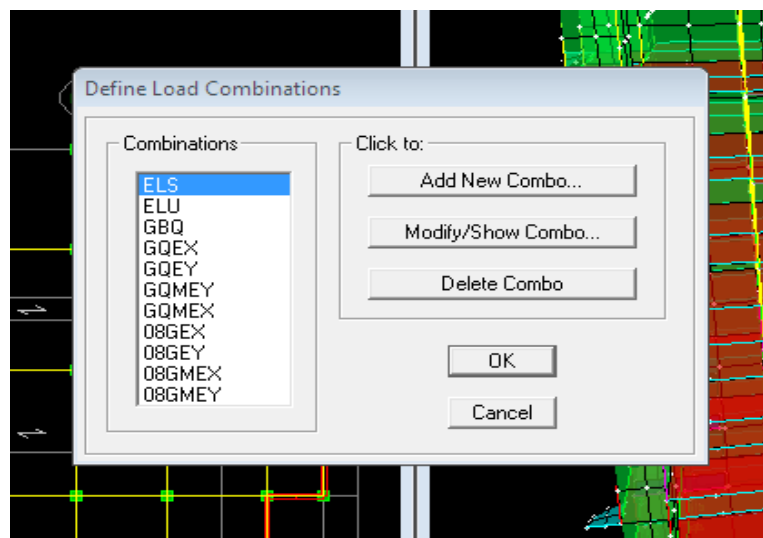 Define Load Combinations
Combinations
ELS
ELU
GBQ
GQEX
GQEY
GQMEY
GQMEX
08GEX
08GEY
08GMEX
08GMEY
Click to:
Add New Combo...
Modify/Show Combo...
Delete Combo
OK
Cancel